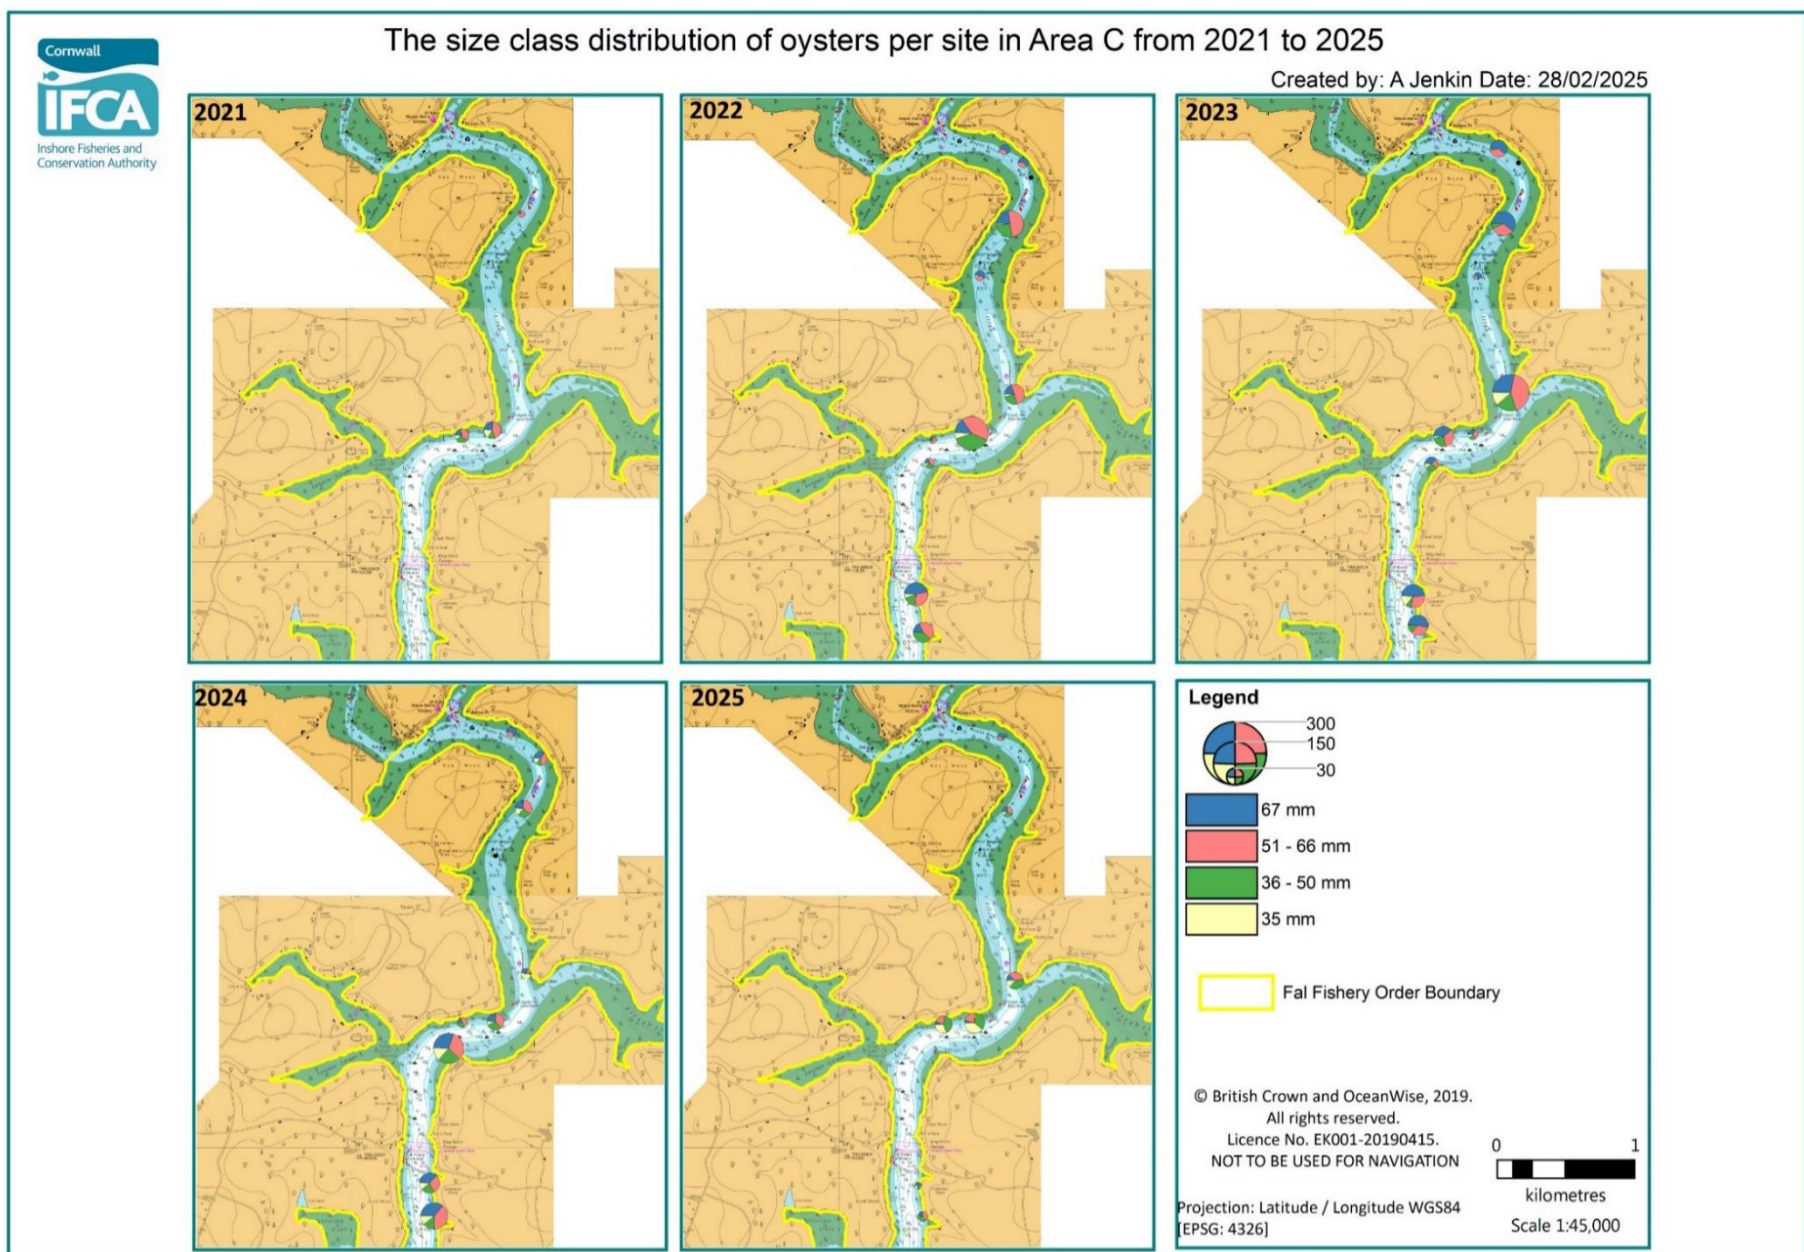 Cornwall
IFCA
Inshore Fisheries and
Conservation Authority
The size class distribution of oysters per site in Area C from 2021 to 2025
Created by: A Jenkin Date: 28/02/2025
2021
2022
2023
2024
2025
Legend
300
150
30
67 mm
51 - 66 mm
36 - 50 mm
35 mm
Fal Fishery Order Boundary
© British Crown and OceanWise, 2019.
All rights reserved.
Licence No. EK001-20190415.
NOT TO BE USED FOR NAVIGATION
0 1
kilometres
Projection: Latitude / Longitude WGS84
[EPSG: 4326]
Scale 1:45,000